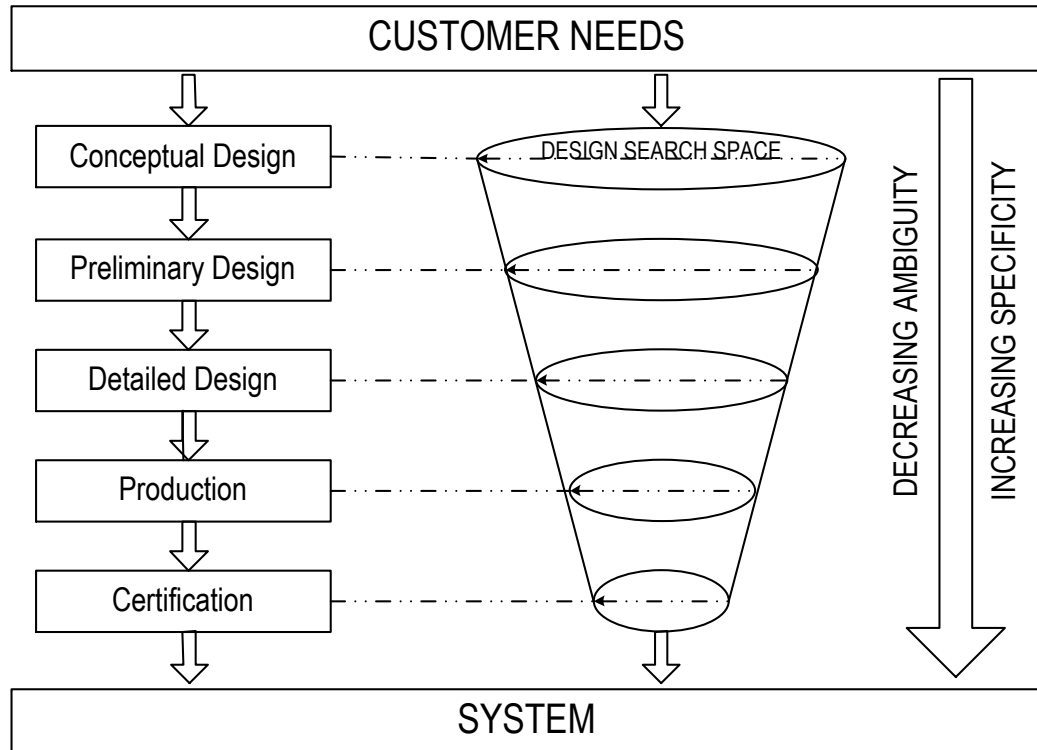 CUSTOMER NEEDS
Conceptual Design
DESIGN SEARCH SPACE
Preliminary Design
Detailed Design
Production
Certification
DECREASING AMBIGUITY
INCREASING SPECIFICITY
SYSTEM